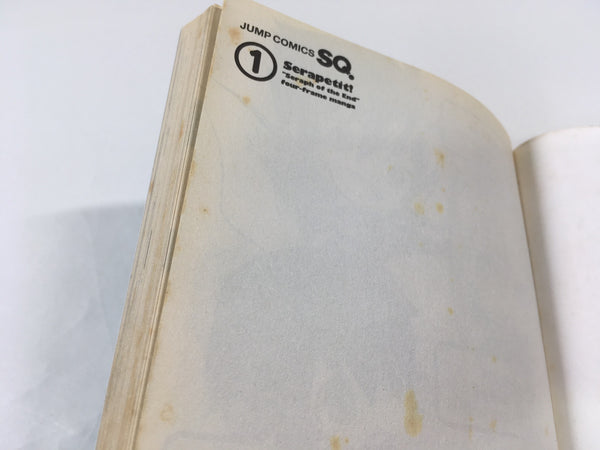 JUMP COMICS SQ.
1
Serapetit!
"Seraph of the End"
four-frame manga